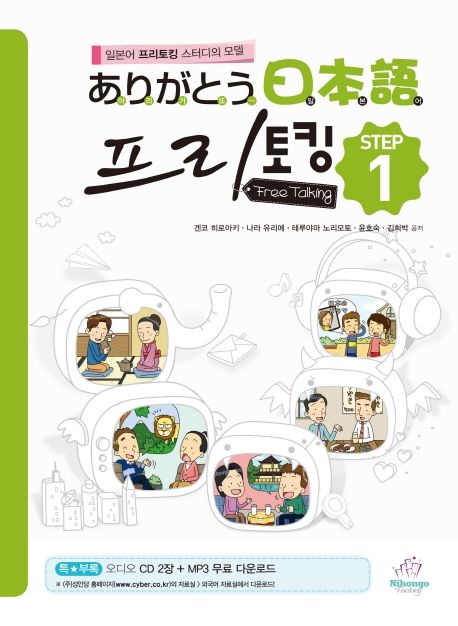 일본어 프리토킹 스터디의 모델
ありがとう 日本語
아 리 가 또 ~ 일 본 어
프리토킹
STEP 1
Free Talking
겐코 히로아키 · 나라 유리에 · 테루야마 노리모토 · 윤호숙 · 김희박 공저
日本の
특★부록 오디오 CD 2장 + MP3 무료 다운로드
※ (주)성안당 홈페이지(www.cyber.co.kr)의 자료실 > 외국어 자료실에서 다운로드!
Nihongo
Factory